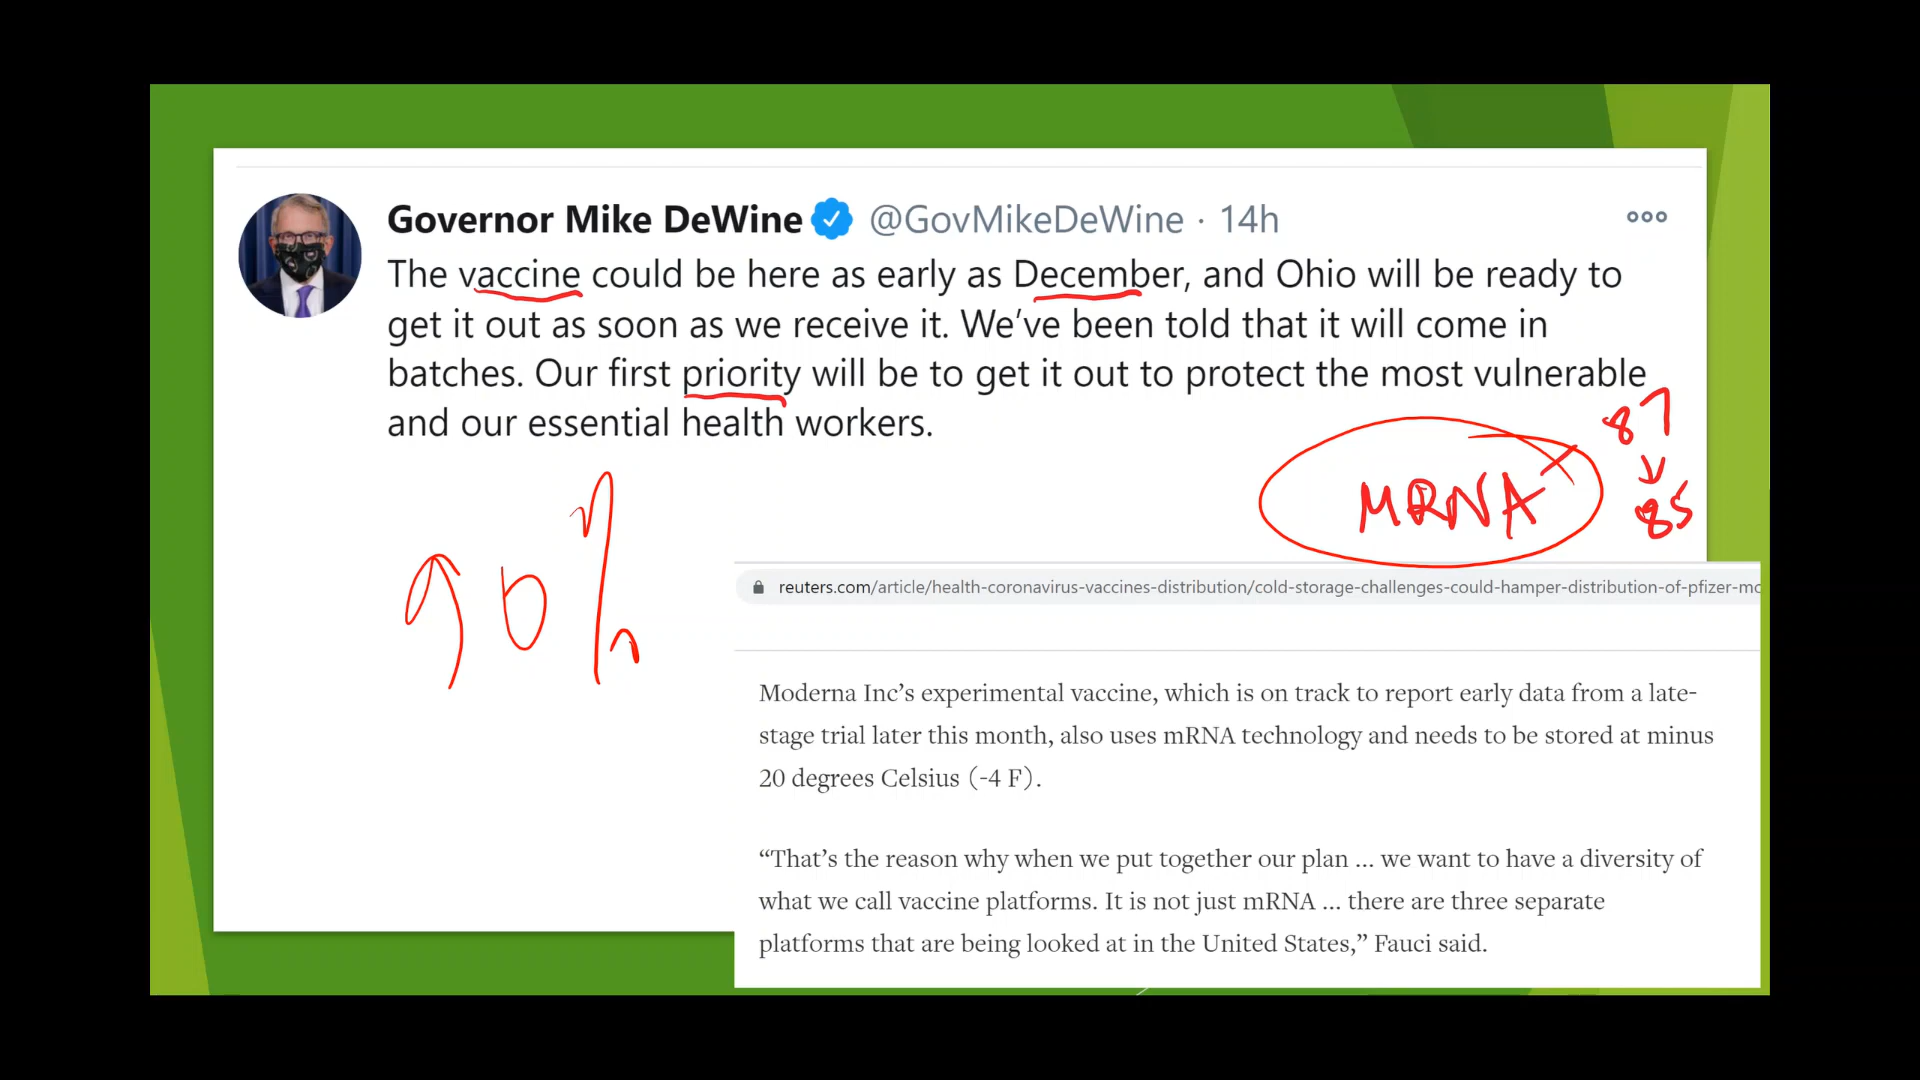 Governor Mike DeWine @GovMikeDeWine · 14h
The vaccine could be here as early as December, and Ohio will be ready to
get it out as soon as we receive it. We’ve been told that it will come in
batches. Our first priority will be to get it out to protect the most vulnerable
and our essential health workers.
87
85
MRNA
90%
reuters.com/article/health-coronavirus-vaccines-distribution/cold-storage-challenges-could-hamper-distribution-of-pfizer-mo
Moderna Inc’s experimental vaccine, which is on track to report early data from a late-
stage trial later this month, also uses mRNA technology and needs to be stored at minus
20 degrees Celsius (-4 F).
“That’s the reason why when we put together our plan ... we want to have a diversity of
what we call vaccine platforms. It is not just mRNA ... there are three separate
platforms that are being looked at in the United States,” Fauci said.